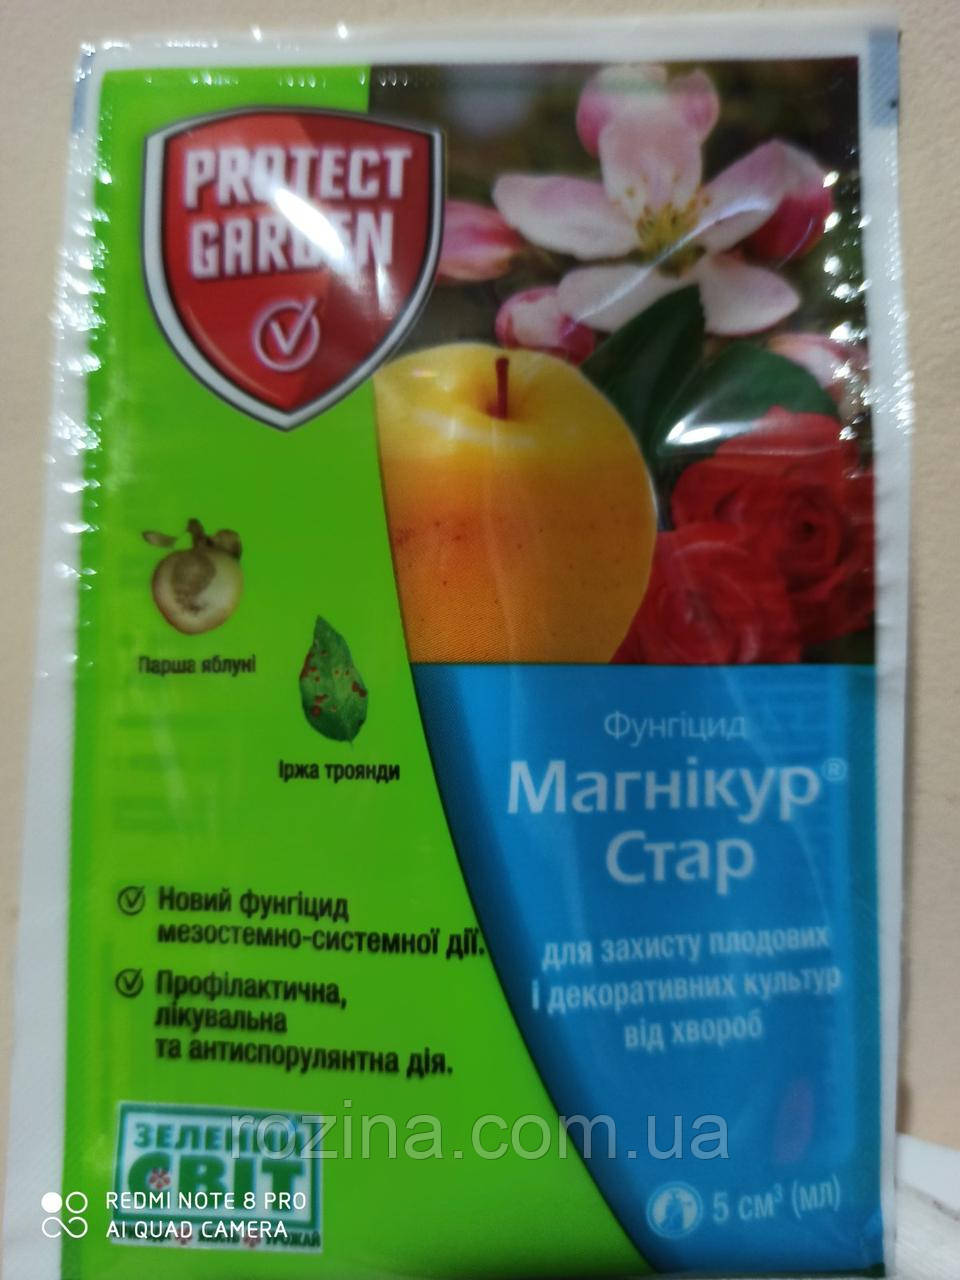 PROTECT
GARDEN
Парша яблуні
Іржа троянди
Фунгіцид
Магнікур®
Стар
для захисту плодових
і декоративних культур
від хвороб
Новий фунгіцид
мезостемно-системної дії.
Профілактична,
лікувальна
та антиспорулянтна дія.
ЗЕЛЕНИЙ
СВІТ
УРОЖАЙ
5 см³ (мл)
rozina.com.ua
REDMI NOTE 8 PRO
AI QUAD CAMERA